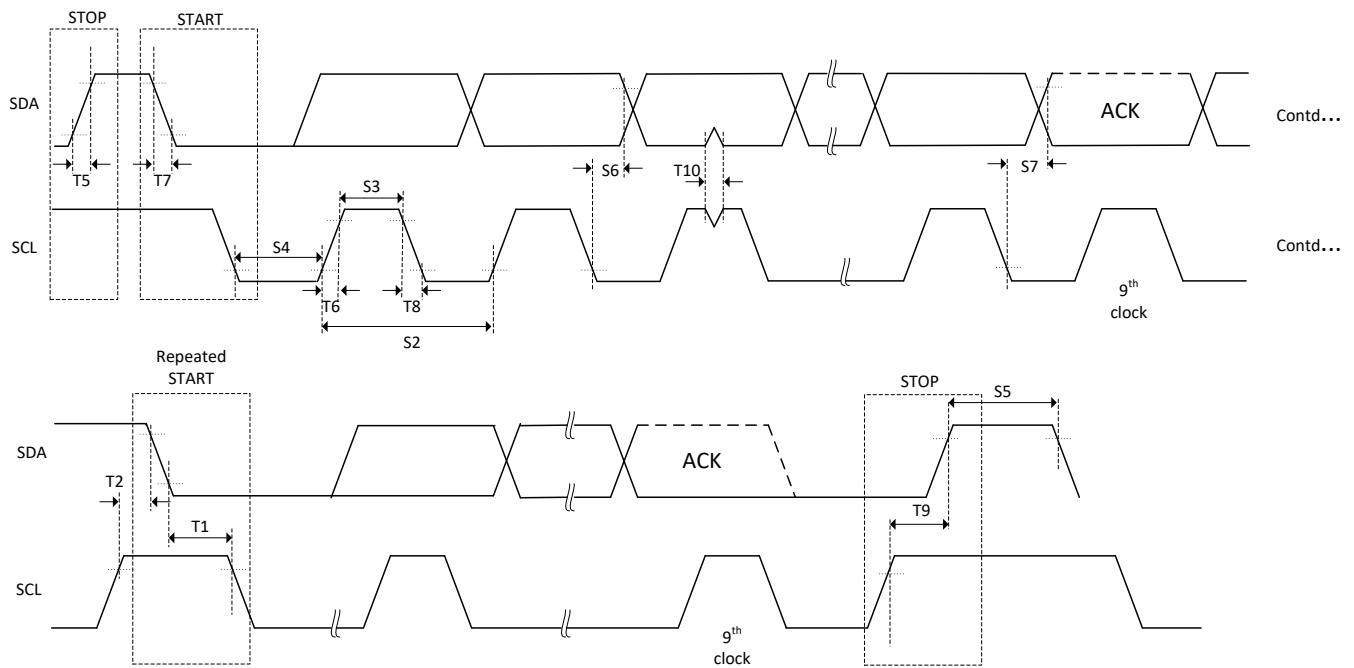 STOP
START
SDA
ACK
Contd...
T5
T7
S6
T10
S7
S3
SCL
S4
Contd...
T6
T8
9th
clock
S2
Repeated
START
STOP
S5
SDA
ACK
T2
T9
T1
SCL
9th
clock